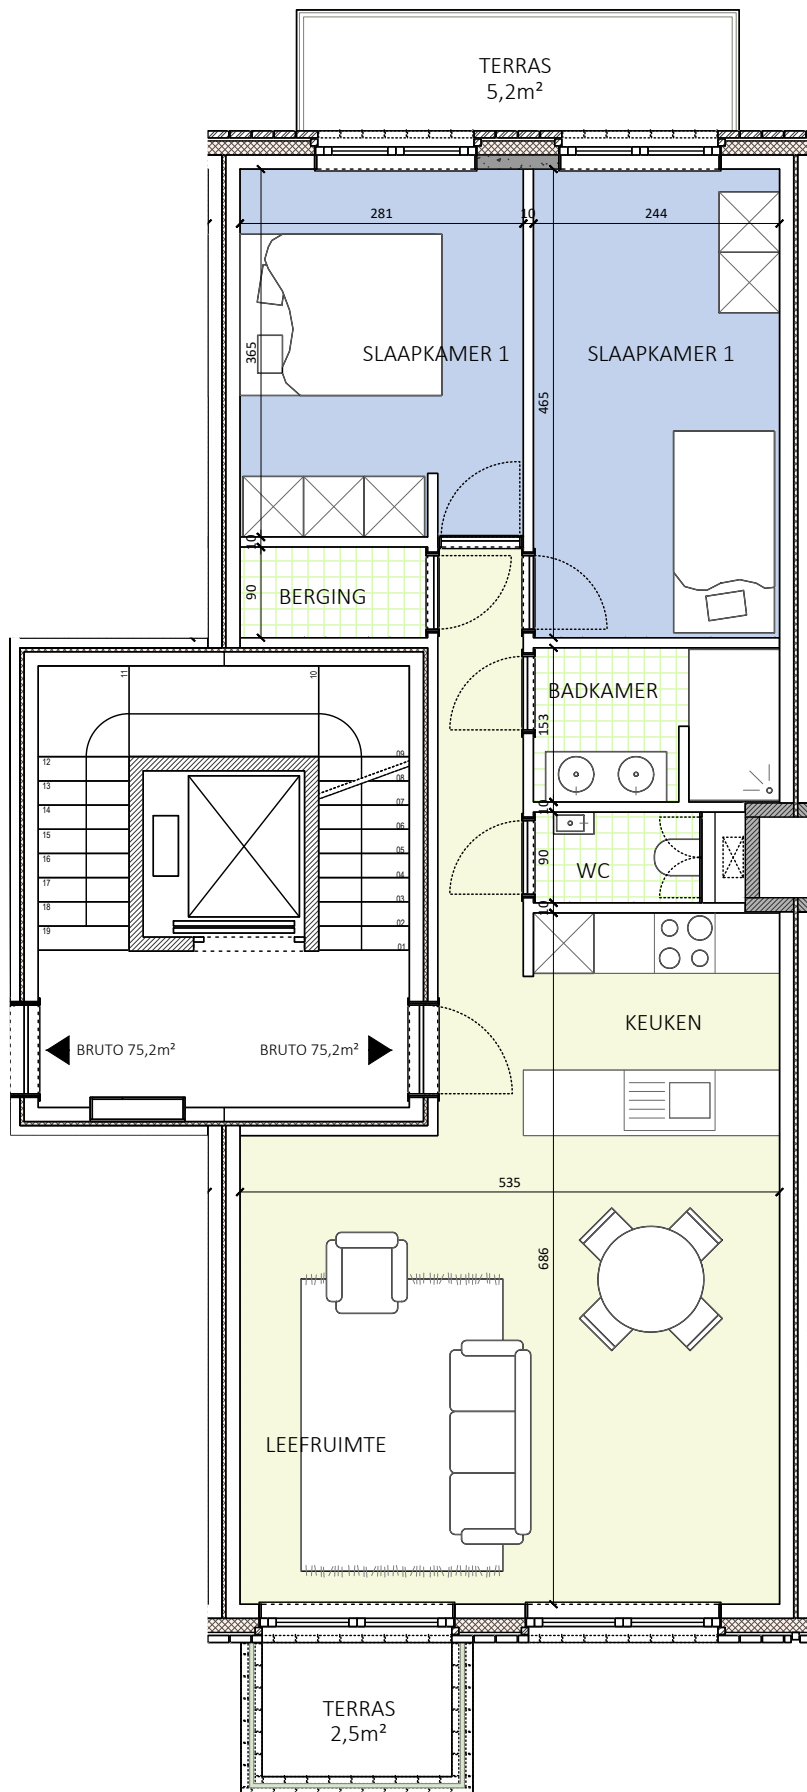 TERRAS
5,2m²
281
10
244
365
SLAAPKAMER 1
SLAAPKAMER 1
465
10
90
BERGING
11
10
BADKAMER
153
12
13
14
15
16
17
18
19
09
08
07
06
05
04
03
02
01
10
90
WC
10
KEUKEN
BRUTO 75,2m²
BRUTO 75,2m²
535
686
LEEFRUIMTE
TERRAS
2,5m²